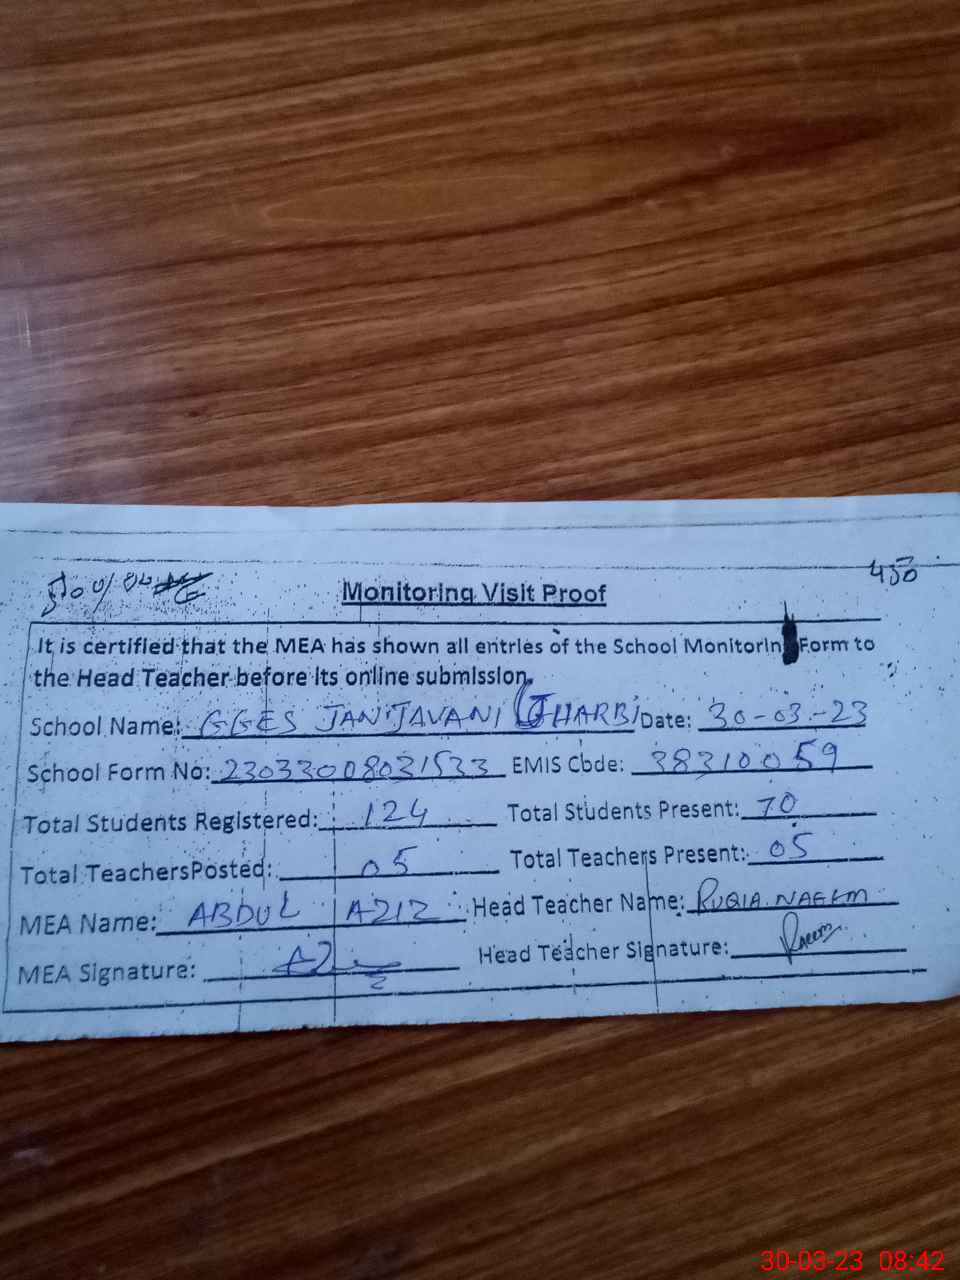 450
Monitoring Visit Proof
It is certified that the MEA has shown all entries of the School Monitorin Form to
the Head Teacher before its online submission.
School Name: GGES JANJAVANI GHARBI Date: 30-03-23
School Form No: 23033008031533 EMIS Code: 38310059
Total Students Registered: 124 Total Students Present: 70
Total TeachersPosted: 05 Total Teachers Present: 05
MEA Name: ABDUL AZIZ Head Teacher Name: RUQIA NAEEM
MEA Signature: Head Teacher Signature: Naeem
30-03-23 08:42